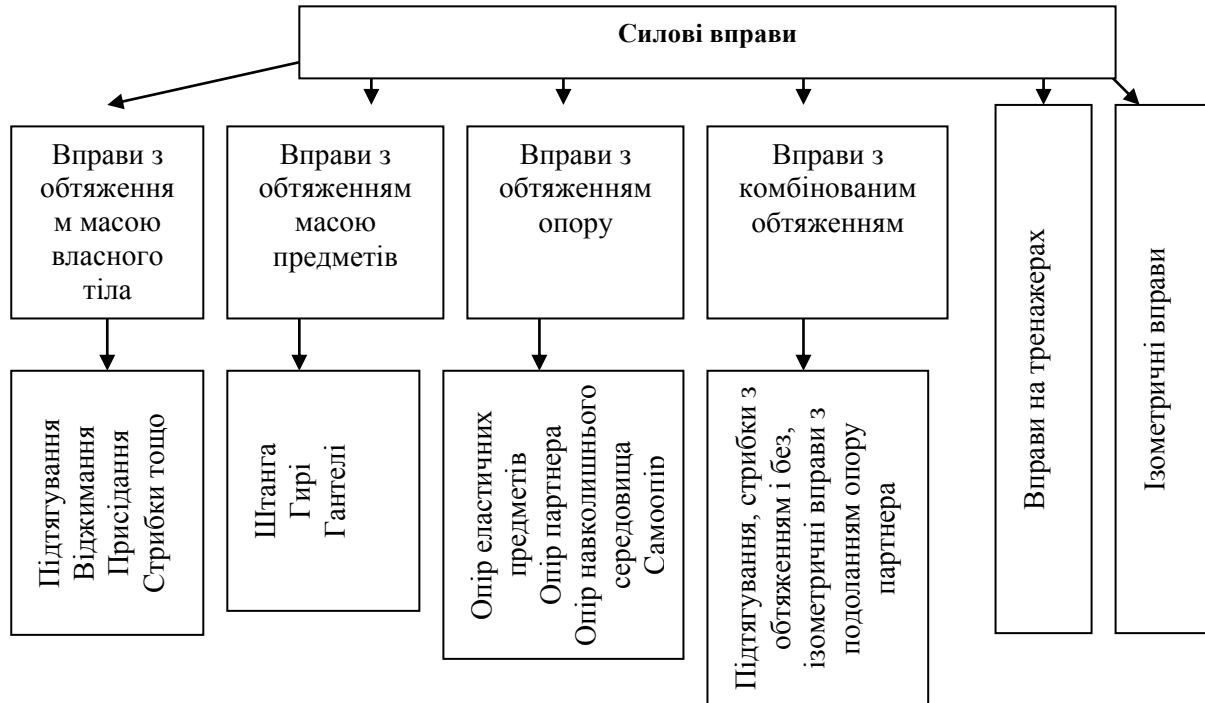 Силові вправи
Вправи з
обтяження
м масою
власного
тіла
Вправи з
обтяженням
масою
предметів
Вправи з
обтяженням
опору
Вправи з
комбінованим
обтяженням
Вправи на тренажерах
Ізометричні вправи
Підтягування
Віджимання
Присідання
Стрибки тощо
Штанга
Гирі
Гантелі
Опір еластичних
предметів
Опір партнера
Опір навколишнього
середовища
Самоопір
Підтягування, стрибки з
обтяженням і без,
ізометричні вправи з
подоланням опору
партнера